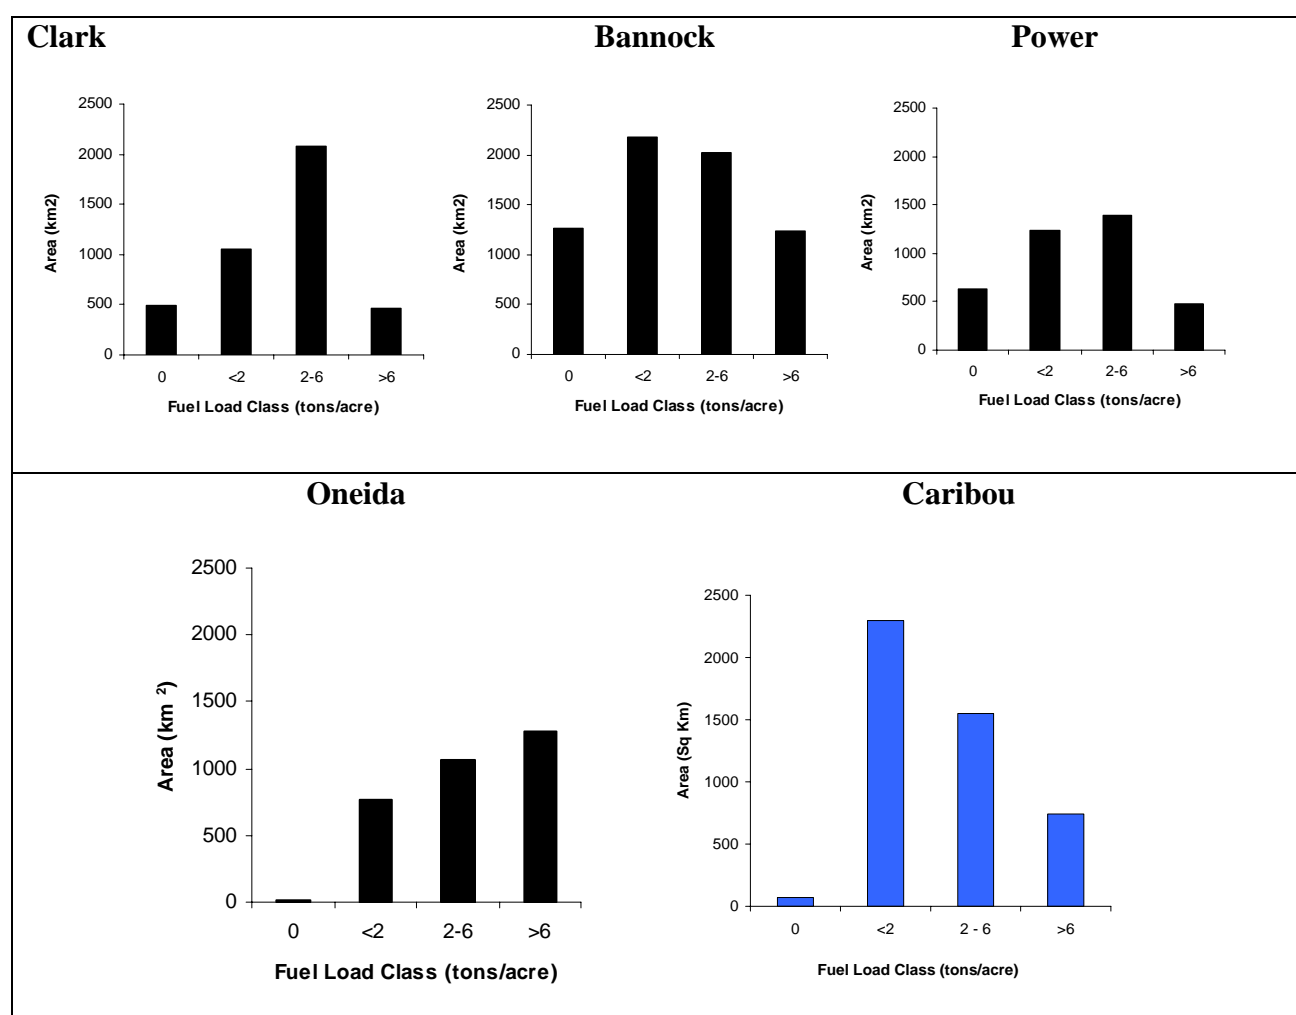 Clark
Bannock
Power
2500
2000
1500
1000
500
0
Area (km2)
0 <2 2-6 >6
Fuel Load Class (tons/acre)
2500
2000
1500
1000
500
0
Area (km2)
0 <2 2-6 >6
Fuel Load Class (tons/acre)
2500
2000
1500
1000
500
0
Area (km2)
0 <2 2-6 >6
Fuel Load Class (tons/acre)
Oneida
Caribou
2500
2000
1500
1000
500
0
Area (km ²)
0 <2 2-6 >6
Fuel Load Class (tons/acre)
2500
2000
1500
1000
500
0
Area (Sq Km)
0 <2 2 - 6 >6
Fuel Load Class (tons/acre)